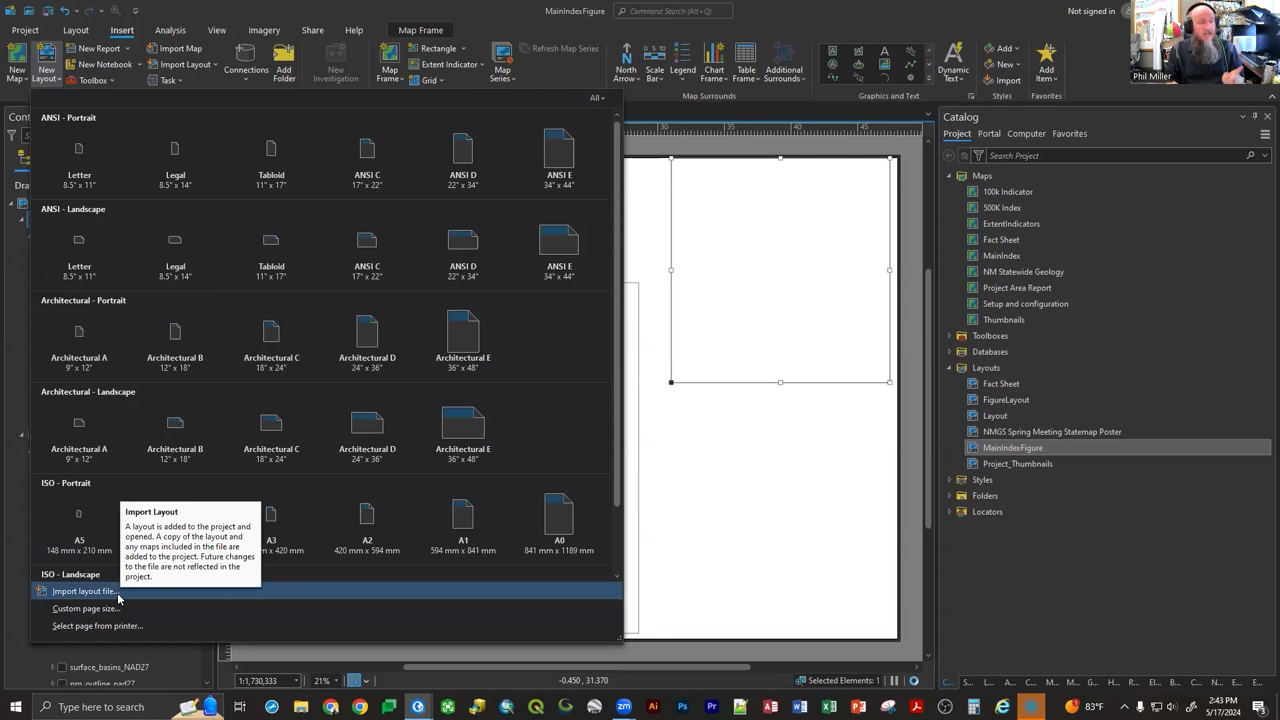 MainIndexFigure
Command Search (Alt+Q)
Not signed in
Project
Layout
Insert
Analysis
View
Imagery
Share
Help
Map Frame
New Map
New Layout
New Report
New Notebook
Toolbox
Import Map
Import Layout
Task
Connections
Add Folder
New Investigation
Map Frame
Rectangle
Extent Indicator
Grid
Map Series
Refresh Map Series
North Arrow
Scale Bar
Legend
Chart Frame
Table Frame
Additional Surrounds
Map Surrounds
Graphics and Text
Dynamic Text
Add
New
Import
Styles
Add Item
Favorites
Phil Miller
All
ANSI - Portrait
Letter
8.5" x 11"
Legal
8.5" x 14"
Tabloid
11" x 17"
ANSI C
17" x 22"
ANSI D
22" x 34"
ANSI E
34" x 44"
ANSI - Landscape
Letter
8.5" x 11"
Legal
8.5" x 14"
Tabloid
11" x 17"
ANSI C
17" x 22"
ANSI D
22" x 34"
ANSI E
34" x 44"
Architectural - Portrait
Architectural A
9" x 12"
Architectural B
12" x 18"
Architectural C
18" x 24"
Architectural D
24" x 36"
Architectural E
36" x 48"
Architectural - Landscape
Architectural A
9" x 12"
Architectural B
12" x 18"
Architectural C
18" x 24"
Architectural D
24" x 36"
Architectural E
36" x 48"
ISO - Portrait
A5
148 mm x 210 mm
A3
A2
420 mm x 594 mm
A1
594 mm x 841 mm
A0
841 mm x 1189 mm
ISO - Landscape
Import Layout
A layout is added to the project and
opened. A copy of the layout and
any maps included in the file are
added to the project. Future changes
to the file are not reflected in the
project.
Import layout file...
Custom page size...
Select page from printer...
surface_basins_NAD27
nm_outline_nad27
30
35
40
45
1:1,730,333
21%
-0.450, 31.370
Selected Elements: 1
Catalog
Project
Portal
Computer
Favorites
Search Project
Maps
100k Indicator
500K Index
ExtentIndicators
Fact Sheet
MainIndex
NM Statewide Geology
Project Area Report
Setup and configuration
Thumbnails
Toolboxes
Databases
Layouts
Fact Sheet
FigureLayout
Layout
NMGS Spring Meeting Statemap Poster
MainIndexFigure
Project_Thumbnails
Styles
Folders
Locators
Type here to search
83°F
2:43 PM
5/17/2024